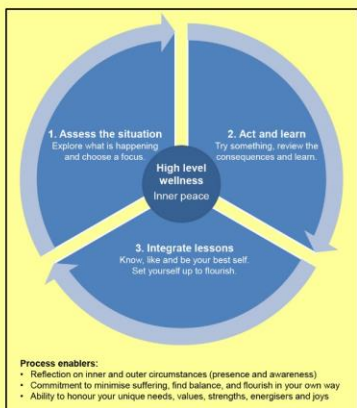 1. Assess the situation
Explore what is happening
and choose a focus.
2. Act and learn
Try something, review the
consequences and learn.
High level
wellness
Inner peace
3. Integrate lessons
Know, like and be your best self.
Set yourself up to flourish.
Process enablers:
• Reflection on inner and outer circumstances (presence and awareness)
• Commitment to minimise suffering, find balance, and flourish in your own way
• Ability to honour your unique needs, values, strengths, energisers and joys